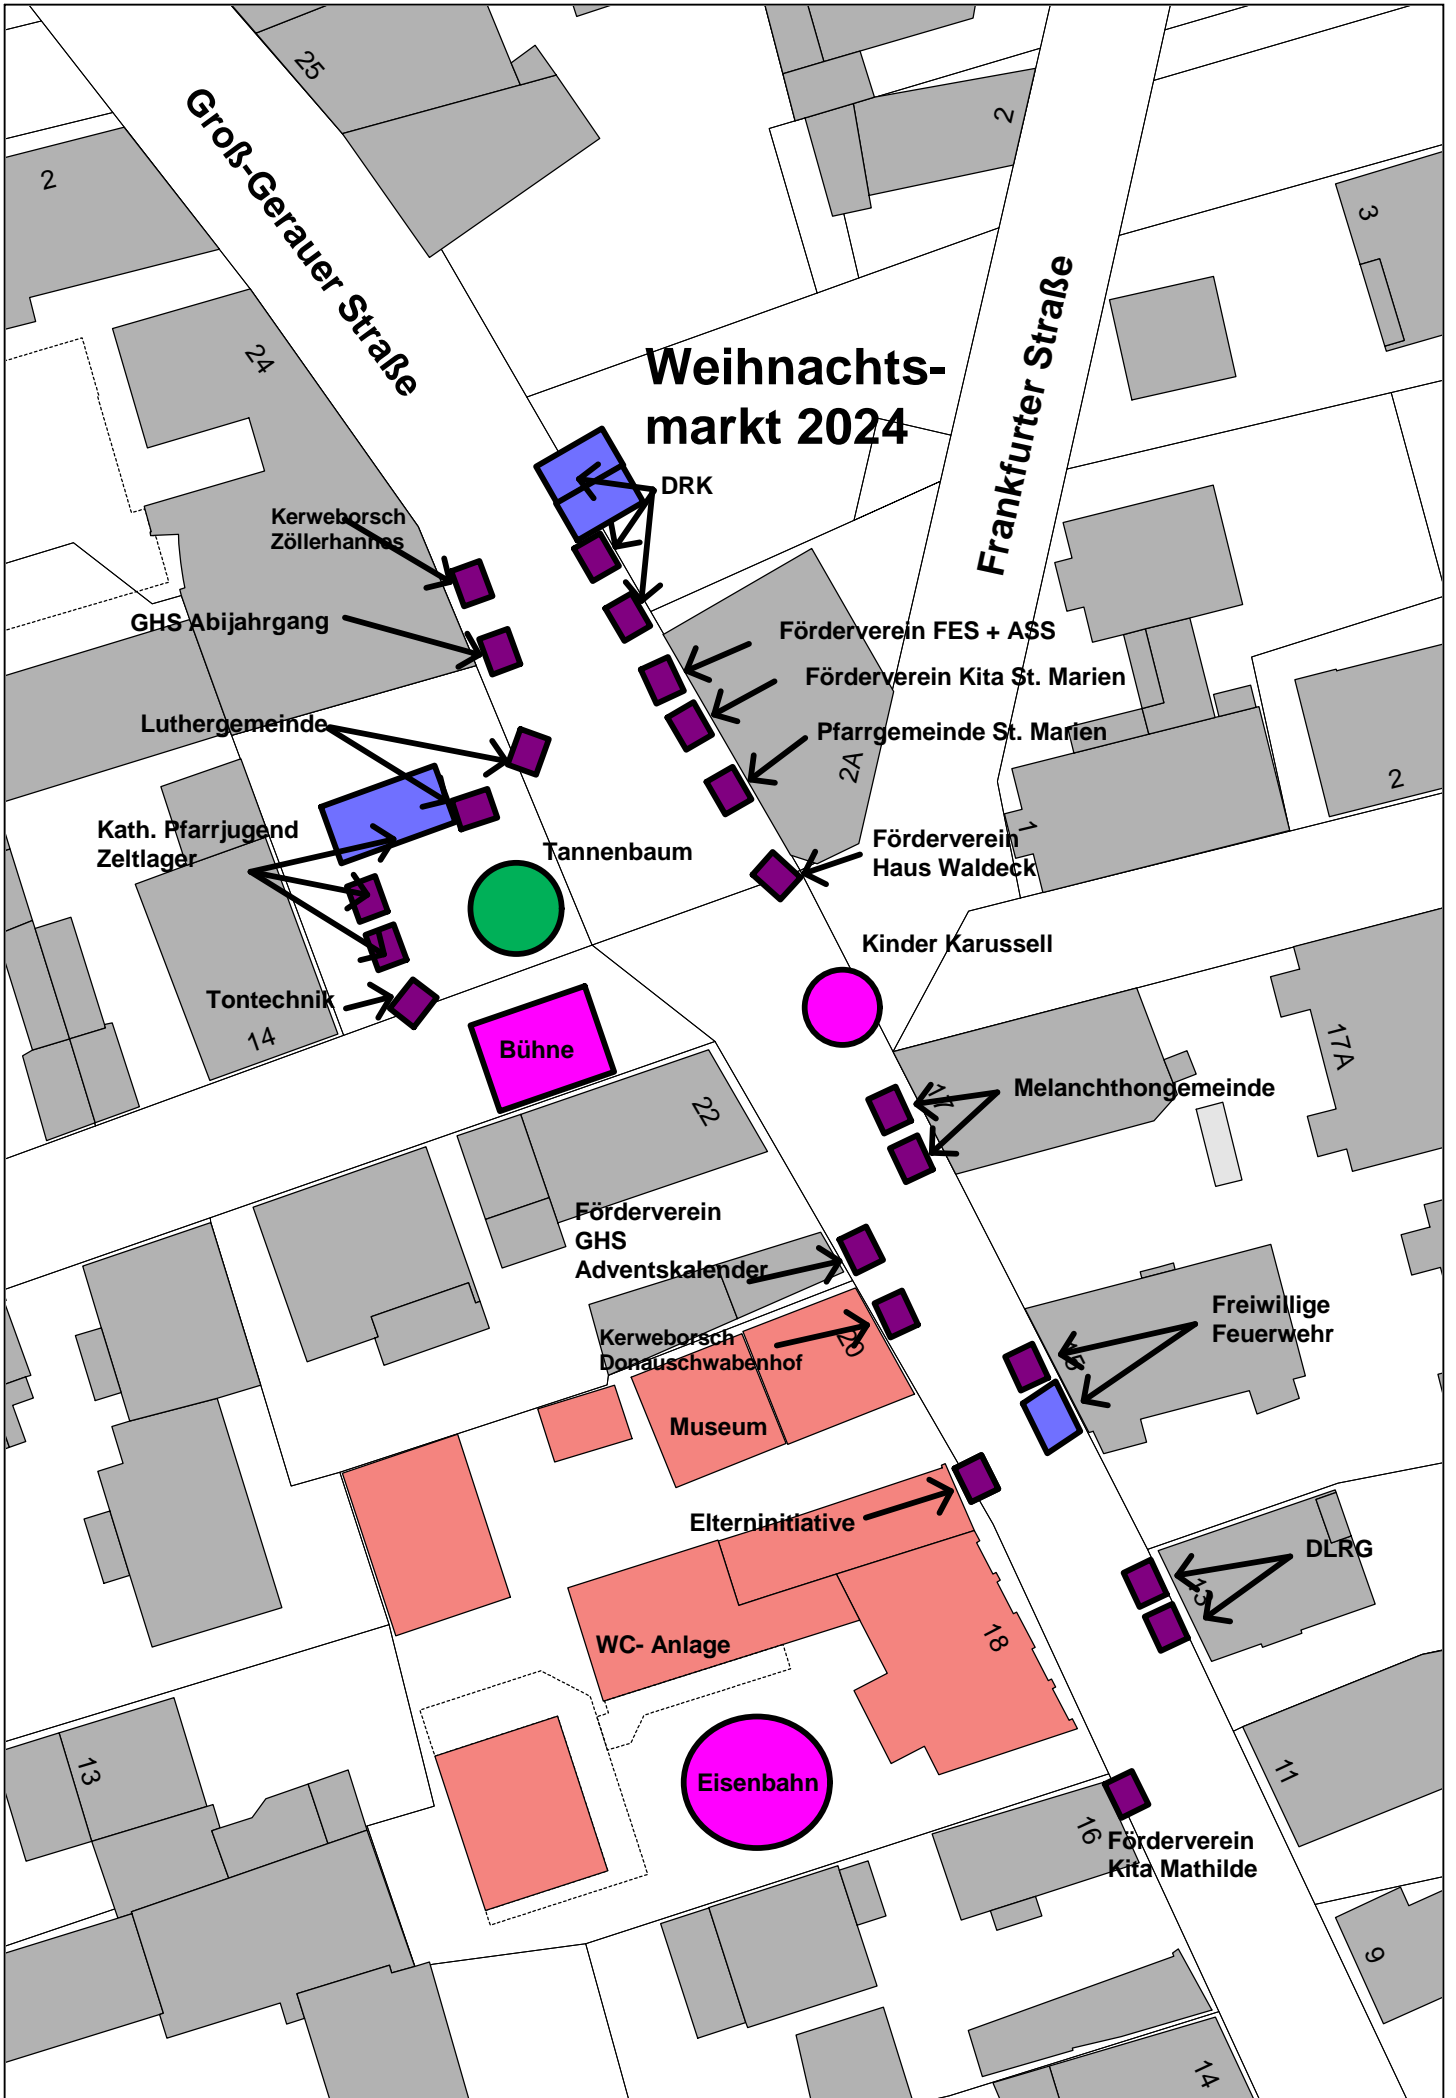 25
2
2
3
Groß-Gerauer Straße
Frankfurter Straße
24
Weihnachts-
markt 2024
DRK
Kerweborsch
Zöllerhannes
GHS Abijahrgang
Förderverein FES + ASS
Förderverein Kita St. Marien
Luthergemeinde
Pfarrgemeinde St. Marien
2A
2
1
Kath. Pfarrjugend
Zeltlager
Tannenbaum
Förderverein
Haus Waldeck
Kinder Karussell
Tontechnik
14
Bühne
17A
17
Melanchthongemeinde
22
Förderverein
GHS
Adventskalender
Freiwillige
Feuerwehr
Kerweborsch
Donauschwabenhof
20
15
Museum
Elterninitiative
DLRG
13
WC- Anlage
18
13
Eisenbahn
11
16
Förderverein
Kita Mathilde
9
14